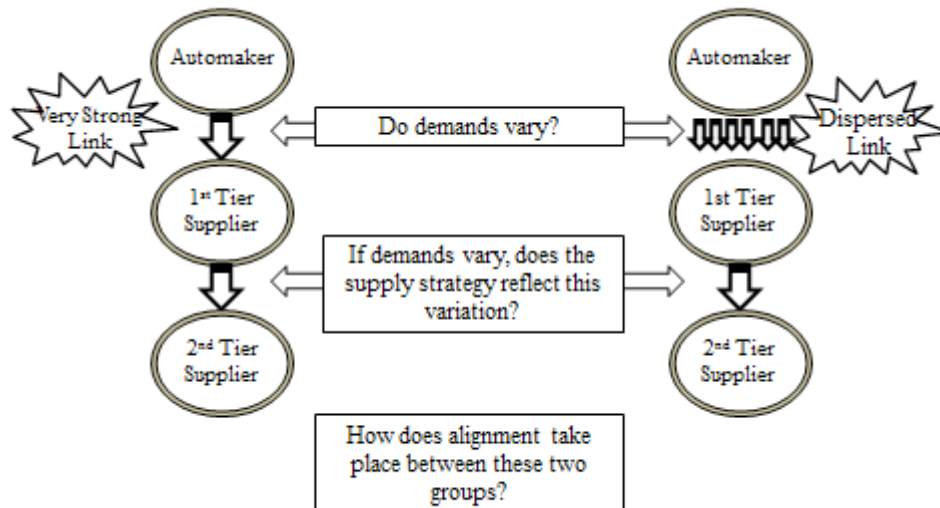 Automaker
Automaker
Very Strong
Link
Do demands vary?
Dispersed
Link
1st Tier
Supplier
1st Tier
Supplier
If demands vary, does the
supply strategy reflect this
variation?
2nd Tier
Supplier
2nd Tier
Supplier
How does alignment take
place between these two
groups?